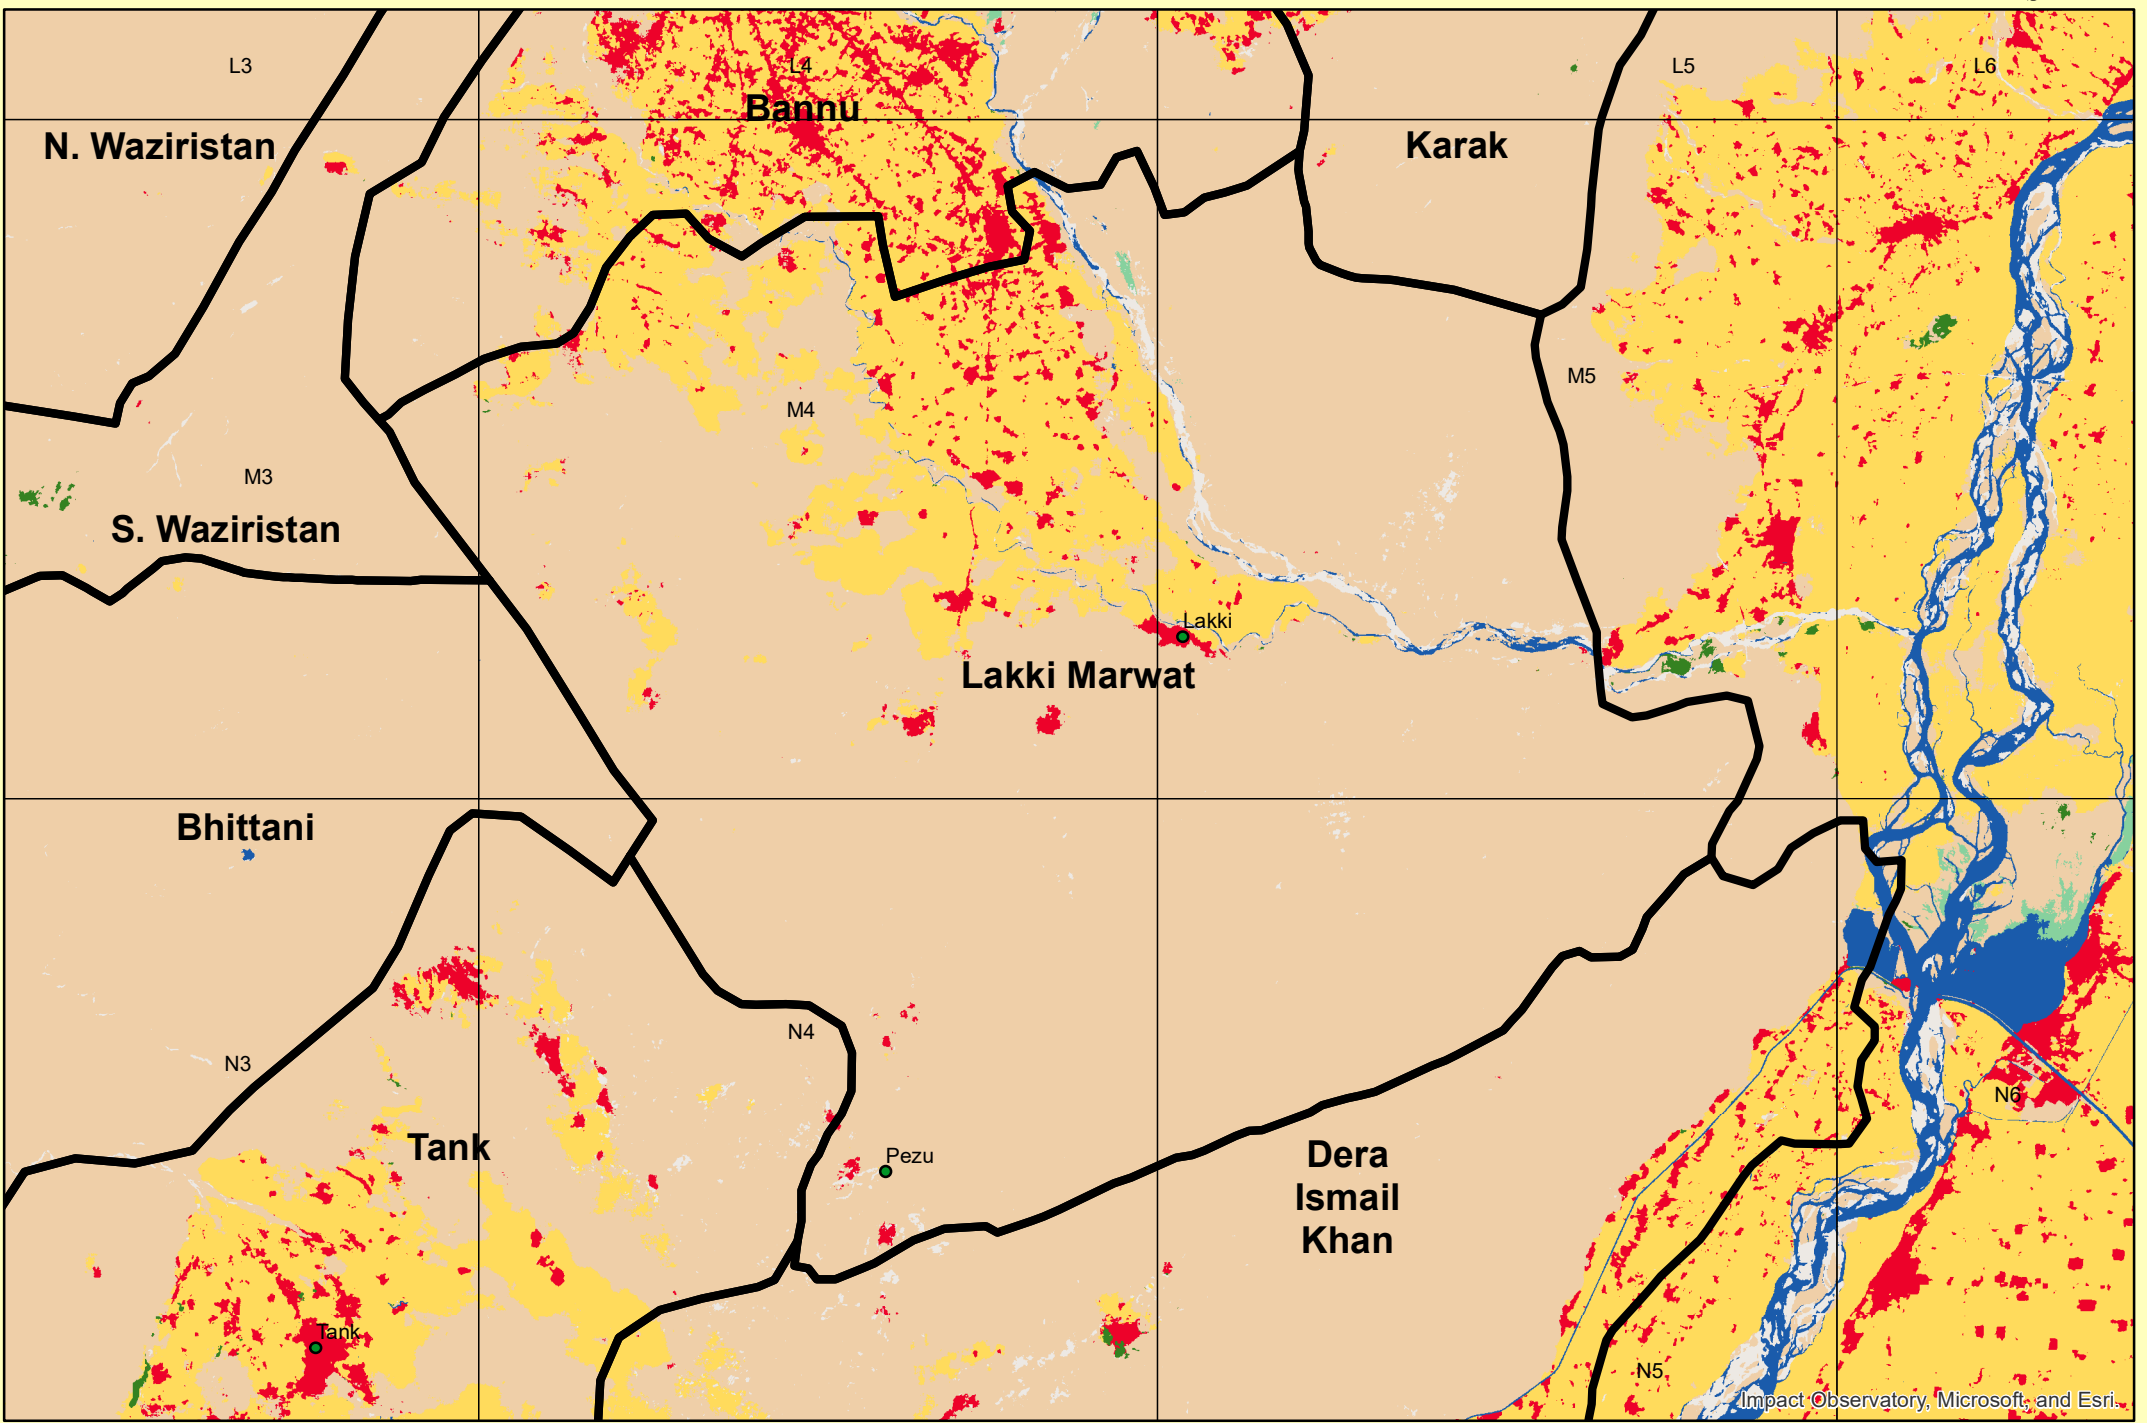 L3
L4
L5
L6
Bannu
N. Waziristan
Karak
M5
M4
M3
S. Waziristan
Lakki
Lakki Marwat
Bhittani
N4
N3
N6
Tank
Pezu
Dera
Ismail
Khan
Tank
N5
Impact Observatory, Microsoft, and Esri.